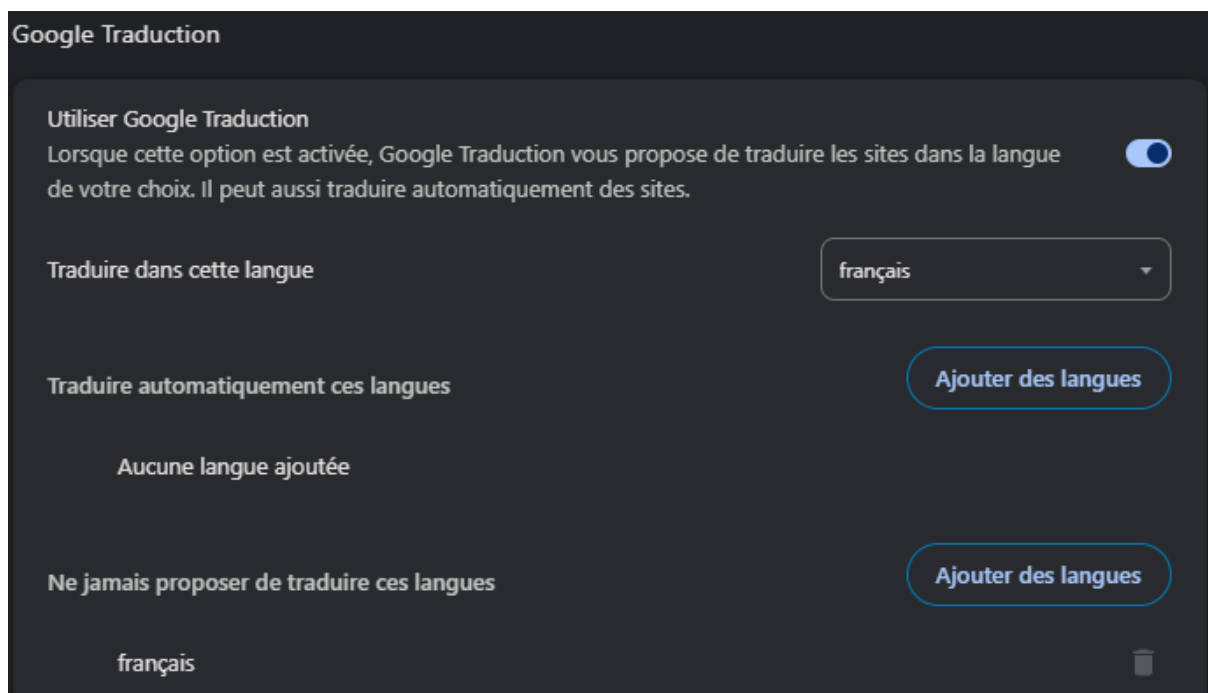 Google Traduction
Utiliser Google Traduction
Lorsque cette option est activée, Google Traduction vous propose de traduire les sites dans la langue
de votre choix. Il peut aussi traduire automatiquement des sites.
Traduire dans cette langue
français
Traduire automatiquement ces langues
Ajouter des langues
Aucune langue ajoutée
Ne jamais proposer de traduire ces langues
Ajouter des langues
français